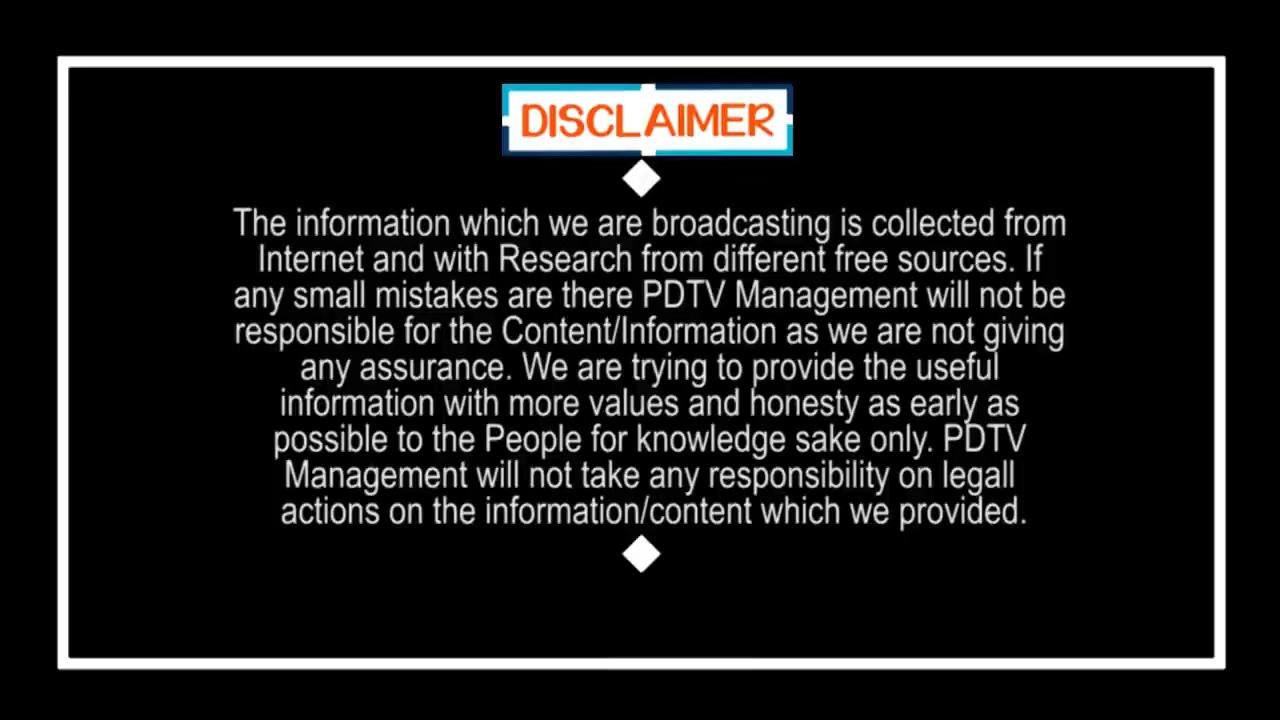 DISCLAIMER
The information which we are broadcasting is collected from
Internet and with Research from different free sources. If
any small mistakes are there PDTV Management will not be
responsible for the Content/Information as we are not giving
any assurance. We are trying to provide the useful
information with more values and honesty as early as
possible to the People for knowledge sake only. PDTV
Management will not take any responsibility on legall
actions on the information/content which we provided.